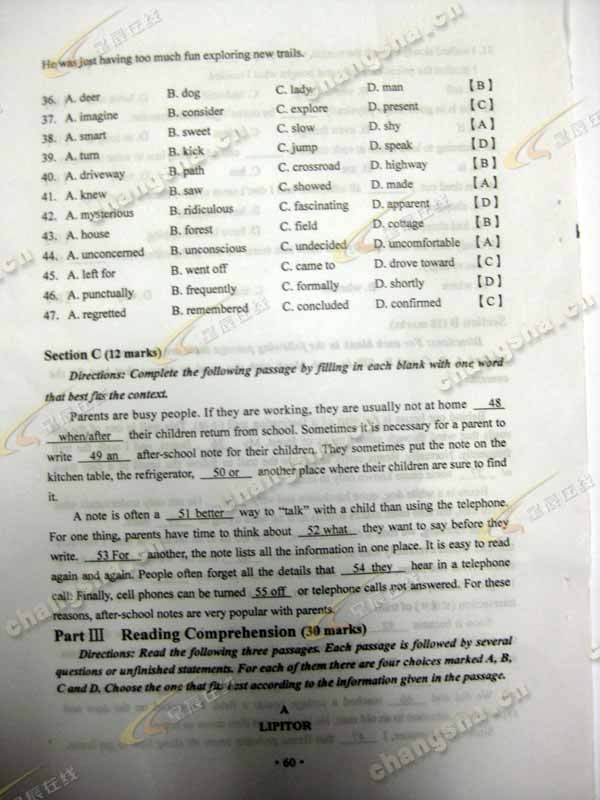 He was just having too much fun exploring new trails.
36. A. deer B. dog C. lady D. man 【B】
37. A. imagine B. consider C. explore D. present 【C】
38. A. smart B. sweet C. slow D. shy 【A】
39. A. turn B. kick C. jump D. speak 【D】
40. A. driveway B. path C. crossroad D. highway 【B】
41. A. knew B. saw C. showed D. made 【A】
42. A. mysterious B. ridiculous C. fascinating D. apparent 【D】
43. A. house B. forest C. field D. cottage 【B】
44. A. unconcerned B. unconscious C. undecided D. uncomfortable 【A】
45. A. left for B. went off C. came to D. drove toward 【C】
46. A. punctually B. frequently C. formally D. shortly 【D】
47. A. regretted B. remembered C. concluded D. confirmed 【C】
Section C (12 marks)
Directions: Complete the following passage by filling in each blank with one word
that best fits the context.
Parents are busy people. If they are working, they are usually not at home 48
when/after their children return from school. Sometimes it is necessary for a parent to
write 49 an after-school note for their children. They sometimes put the note on the
kitchen table, the refrigerator, 50 or another place where their children are sure to find
it.
A note is often a 51 better way to “talk” with a child than using the telephone.
For one thing, parents have time to think about 52 what they want to say before they
write. 53 For another, the note lists all the information in one place. It is easy to read
again and again. People often forget all the details that 54 they hear in a telephone
call. Finally, cell phones can be turned 55 off or telephone calls not answered. For these
reasons, after-school notes are very popular with parents.
Part III Reading Comprehension (30 marks)
Directions: Read the following three passages. Each passage is followed by several
questions or unfinished statements. For each of them there are four choices marked A, B,
C and D. Choose the one that fits best according to the information given in the passage.
A
LIPITOR
· 60 ·
changsha.cn
星辰在线